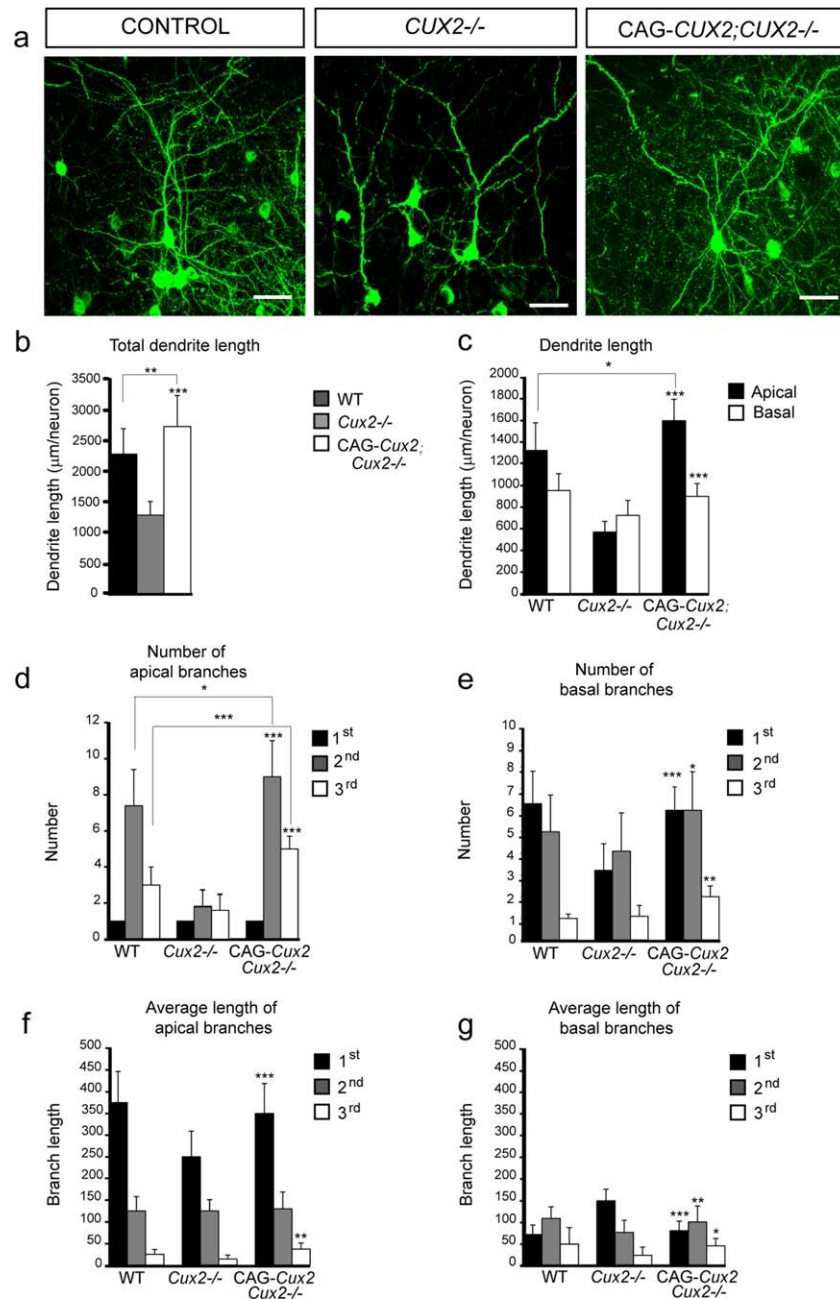 a
CONTROL
CUX2-/-
CAG-CUX2;CUX2-/-
b
Total dendrite length
Dendrite length (μm/neuron)
3500
3000
2500
2000
1500
1000
500
0
**
***
WT
Cux2-/-
CAG-Cux2;
Cux2-/-
c
Dendrite length
Dendrite length (μm/neuron)
2000
1800
1600
1400
1200
1000
800
600
400
200
0
*
***
***
Apical
Basal
WT
Cux2-/-
CAG-Cux2;
Cux2-/-
d
Number of
apical branches
Number
12
10
8
6
4
2
0
*
***
***
***
1st
2nd
3rd
WT
Cux2-/-
CAG-Cux2
Cux2-/-
e
Number of
basal branches
Number
10
9
8
7
6
5
4
3
2
1
0
***
*
**
1st
2nd
3rd
WT
Cux2-/-
CAG-Cux2
Cux2-/-
f
Average length of
apical branches
Branch length
500
450
400
350
300
250
200
150
100
50
0
***
**
1st
2nd
3rd
WT
Cux2-/-
CAG-Cux2
Cux2-/-
g
Average length of
basal branches
Branch length
500
450
400
350
300
250
200
150
100
50
0
***
**
*
1st
2nd
3rd
WT
Cux2-/-
CAG-Cux2
Cux2-/-